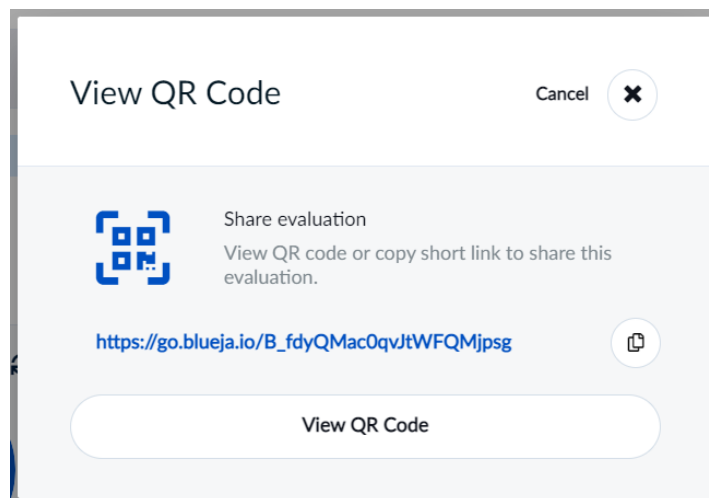 View QR Code
Cancel
Share evaluation
View QR code or copy short link to share this
evaluation.
https://go.blueja.io/B_fdyQMac0qvJtWFQMjpsg
View QR Code